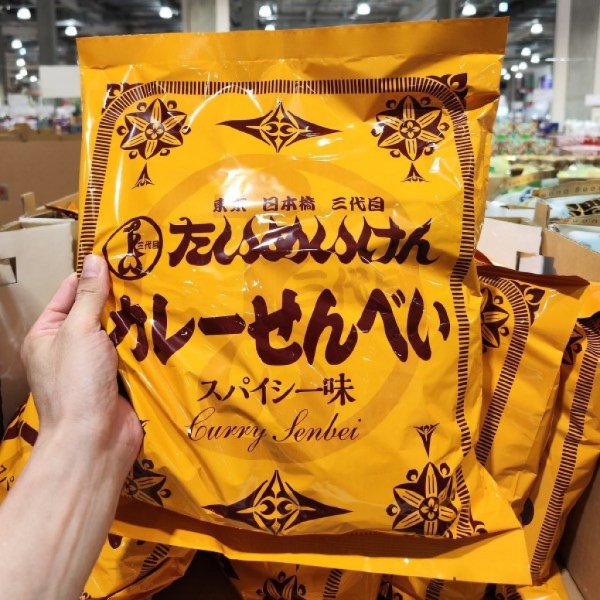 東京 日本橋 三代目
三代目 たいめいけん
カレーせんべい
スパイシー味
Curry Senbei